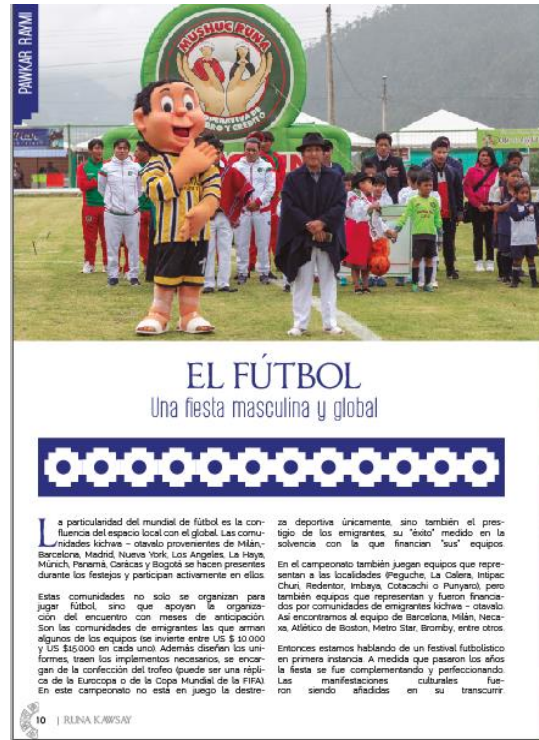 PAWKAR RAYMI
MUSHUC RUNA
EL FÚTBOL
Una fiesta masculina y global
La particularidad del mundial de fútbol es la con-
fluencia del espacio local con el global. Las comu-
nidades kichwa – otavalo provenientes de Milán,
Barcelona, Madrid, Nueva York, Los Angeles, La Haya,
Múnich, Panamá, Carácas y Bogotá se hacen presentes
durante los festejos y participan activamente en ellos.
Estas comunidades no solo se organizan para
jugar fútbol, sino que apoyan la organiza-
ción del encuentro con meses de anticipación.
Son las comunidades de emigrantes las que arman
algunos de los equipos (se invierte entre US $ 10.000
y US $15.000 en cada uno). Además diseñan los uni-
formes, traen los implementos necesarios, se encar-
gan de la confección del trofeo (puede ser una répli-
ca de la Eurocopa o de la Copa Mundial de la FIFA).
En este campeonato no está en juego la destre-
za deportiva únicamente, sino también el pres-
tigio de los emigrantes, su "éxito" medido en la
solvencia con la que financian "sus" equipos.
En el campeonato también juegan equipos que repre-
sentan a las localidades (Peguche, La Calera, Intipac
Churi, Redentor, Imbaya, Cotacachi o Punyaro), pero
también equipos que representan y fueron financia-
dos por comunidades de emigrantes kichwa – otavalo.
Así encontramos al equipo de Barcelona, Milán, Neca-
xa, Atlético de Boston, Metro Star, Bromby, entre otros.
Entonces estamos hablando de un festival futbolístico
en primera instancia. A medida que pasaron los años
la fiesta se fue complementando y perfeccionando.
Las manifestaciones culturales fue-
ron siendo añadidas en su transcurrir.
10 | RUNA KAWSAY